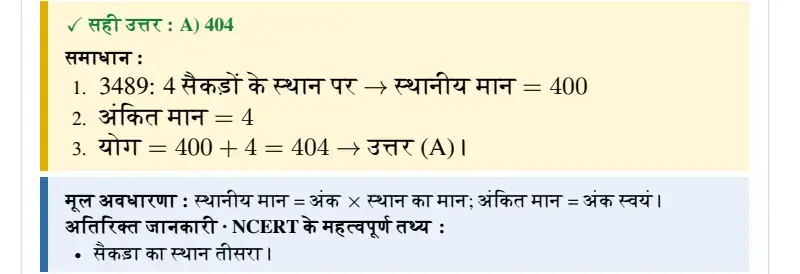 ✓ सही उत्तर : A) 404
समाधान :
1. 3489: 4 सैकड़ों के स्थान पर → स्थानीय मान = 400
2. अंकित मान = 4
3. योग = 400 + 4 = 404 → उत्तर (A)।
मूल अवधारणा : स्थानीय मान = अंक × स्थान का मान; अंकित मान = अंक स्वयं।
अतिरिक्त जानकारी · NCERT के महत्वपूर्ण तथ्य :
• सैकडा का स्थान तीसरा।